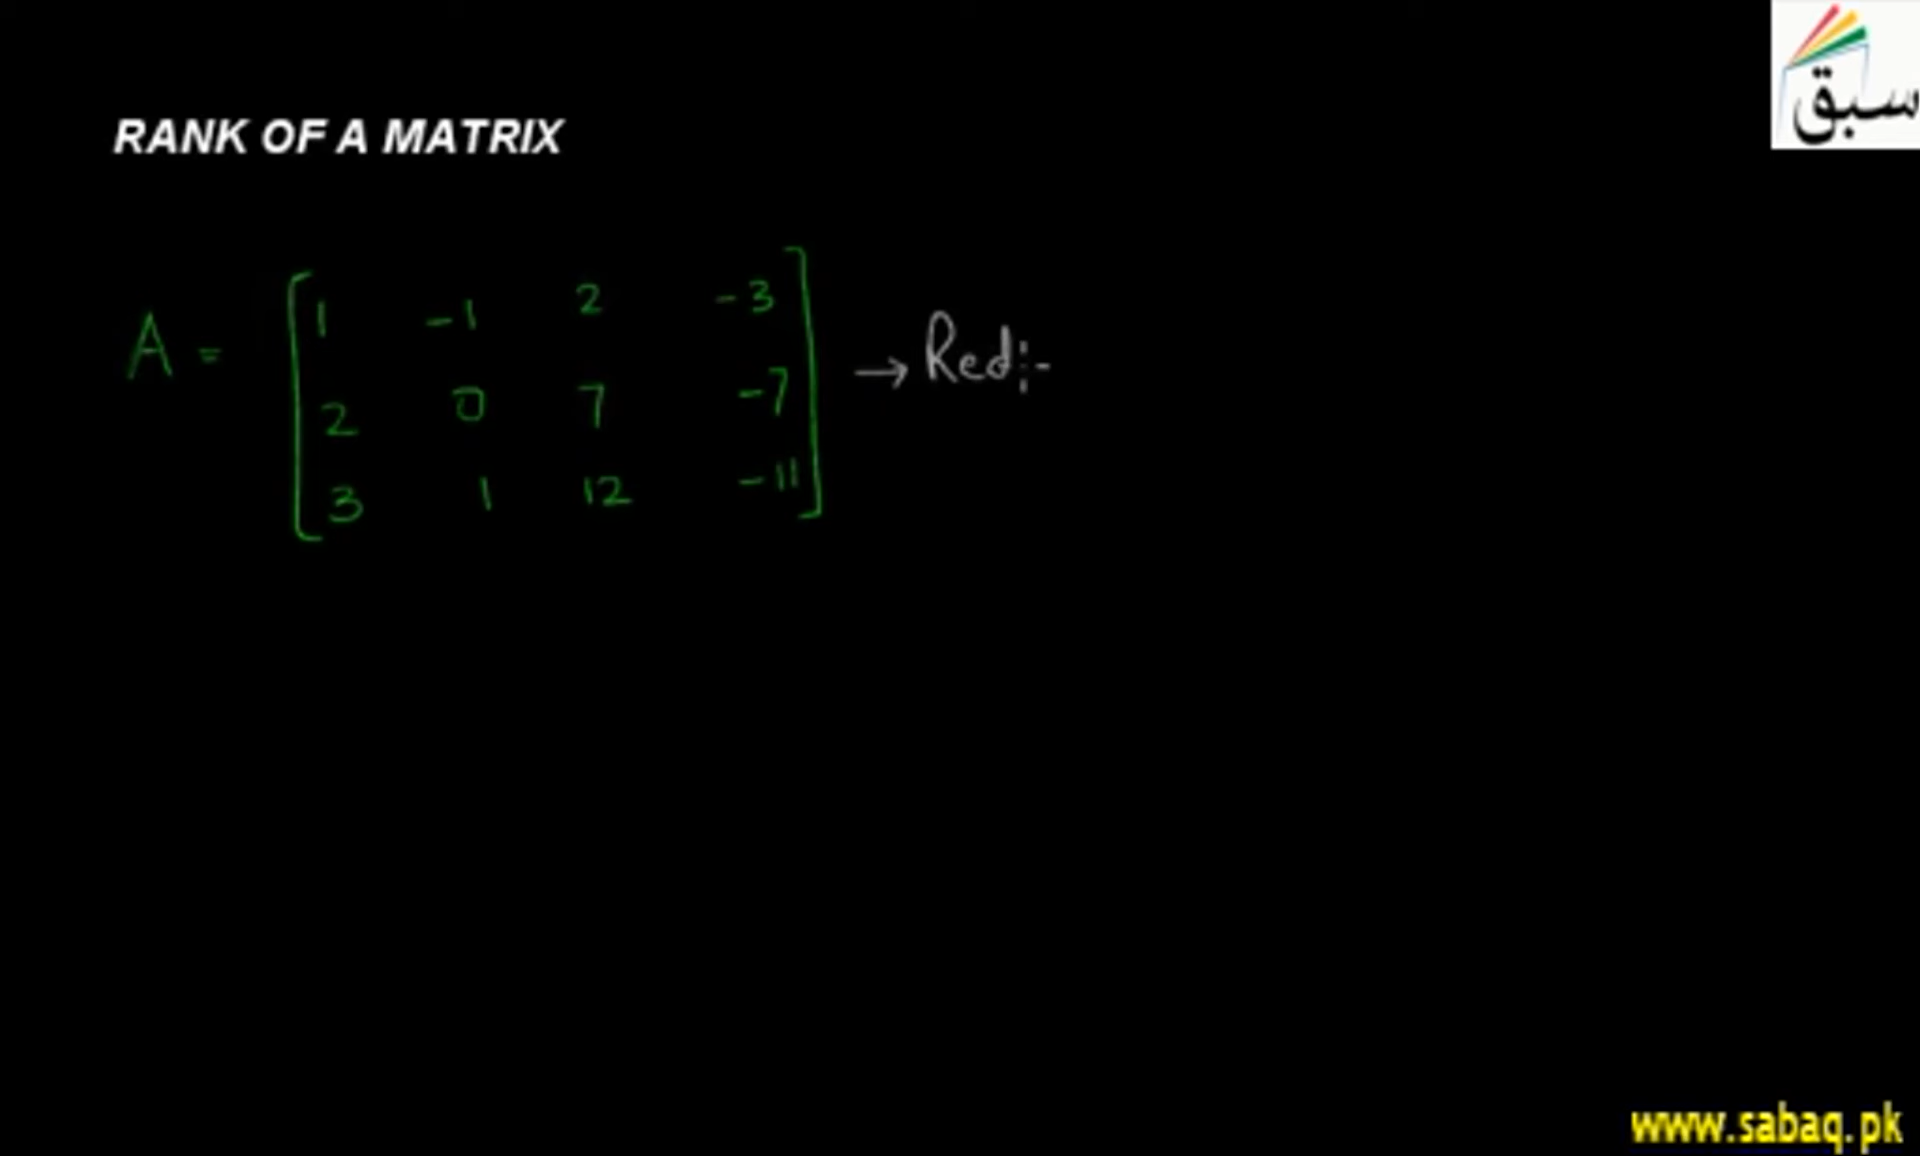 سبق
RANK OF A MATRIX
A = [ 1 -1 2 -3
2 0 7 -7
3 1 12 -11 ] → Red:-
www.sabaq.pk